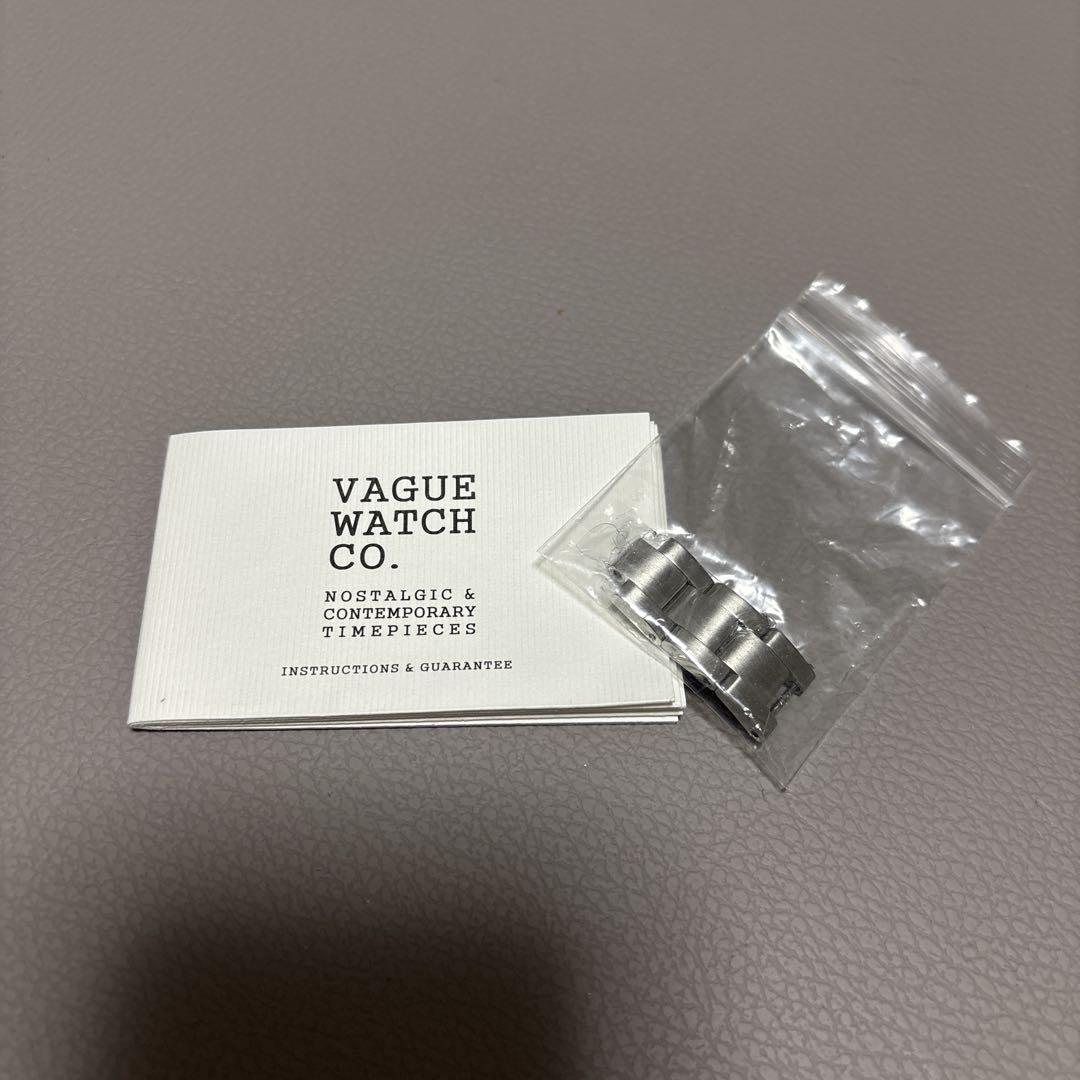 VAGUE
WATCH
CO.
NOSTALGIC &
CONTEMPORARY
TIMEPIECES
INSTRUCTIONS & GUARANTEE